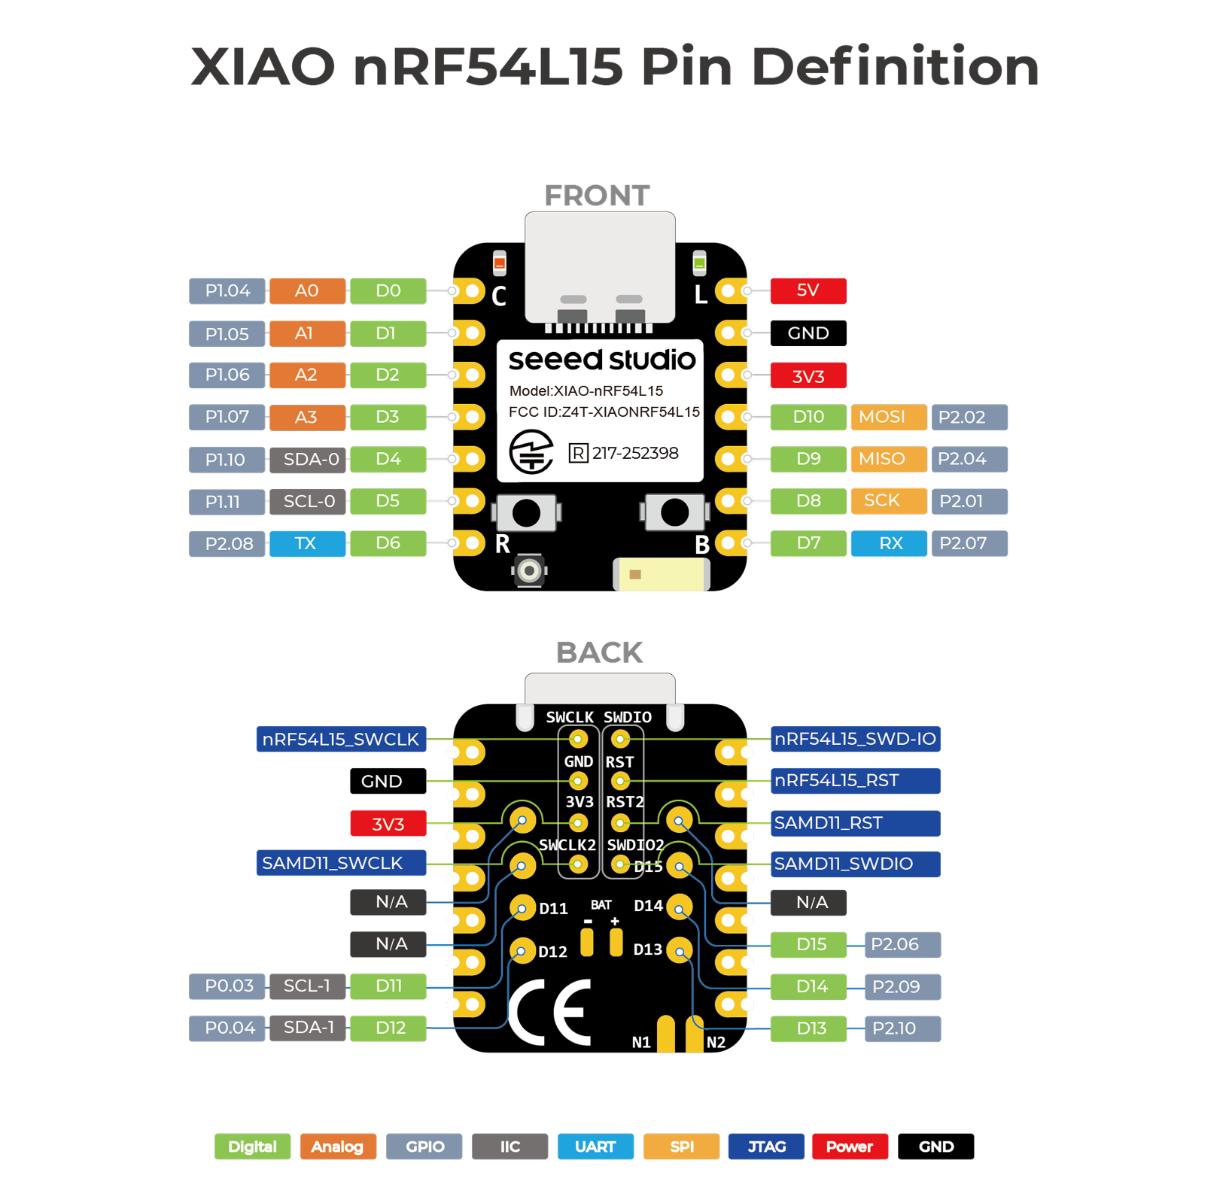 XIAO nRF54L15 Pin Definition
FRONT
C L
P1.04 A0 D0 5V
P1.05 A1 D1 GND
P1.06 A2 D2 3V3
P1.07 A3 D3 D10 MOSI P2.02
P1.10 SDA-0 D4 D9 MISO P2.04
P1.11 SCL-0 D5 D8 SCK P2.01
P2.08 TX D6 D7 RX P2.07
seeed studio
Model:XIAO-nRF54L15
FCC ID:Z4T-XIAONRF54L15
R 217-252398
R B
BACK
SWCLK SWDIO
nRF54L15_SWCLK nRF54L15_SWD-IO
GND RST
GND nRF54L15_RST
3V3 RST2
3V3 SAMD11_RST
SWCLK2 SWDIO2
SAMD11_SWCLK D15 SAMD11_SWDIO
N/A N/A
D11 BAT D14
- +
N/A D15 P2.06
D12 D13
P0.03 SCL-1 D11 D14 P2.09
P0.04 SDA-1 D12 D13 P2.10
CE
N1 N2
Digital Analog GPIO IIC UART SPI JTAG Power GND